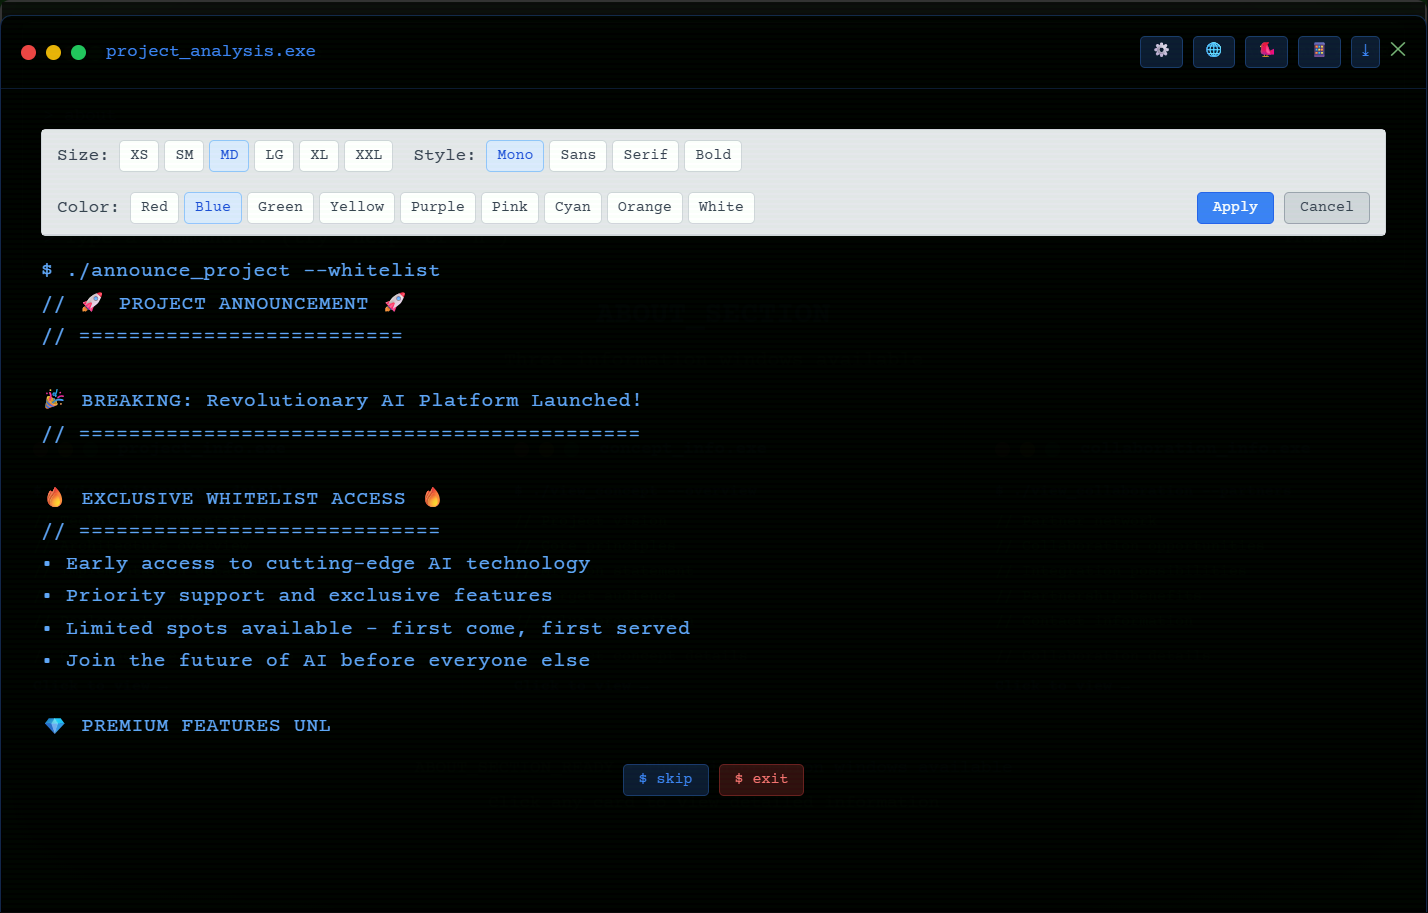 project_analysis.exe
Size: XS SM MD LG XL XXL Style: Mono Sans Serif Bold
Color: Red Blue Green Yellow Purple Pink Cyan Orange White Apply Cancel
$ ./announce_project --whitelist
// 🚀 PROJECT ANNOUNCEMENT 🚀
// ==========================
🎉 BREAKING: Revolutionary AI Platform Launched!
// =============================================
🔥 EXCLUSIVE WHITELIST ACCESS 🔥
// =============================
▪ Early access to cutting-edge AI technology
▪ Priority support and exclusive features
▪ Limited spots available - first come, first served
▪ Join the future of AI before everyone else
💎 PREMIUM FEATURES UNL
$ skip $ exit